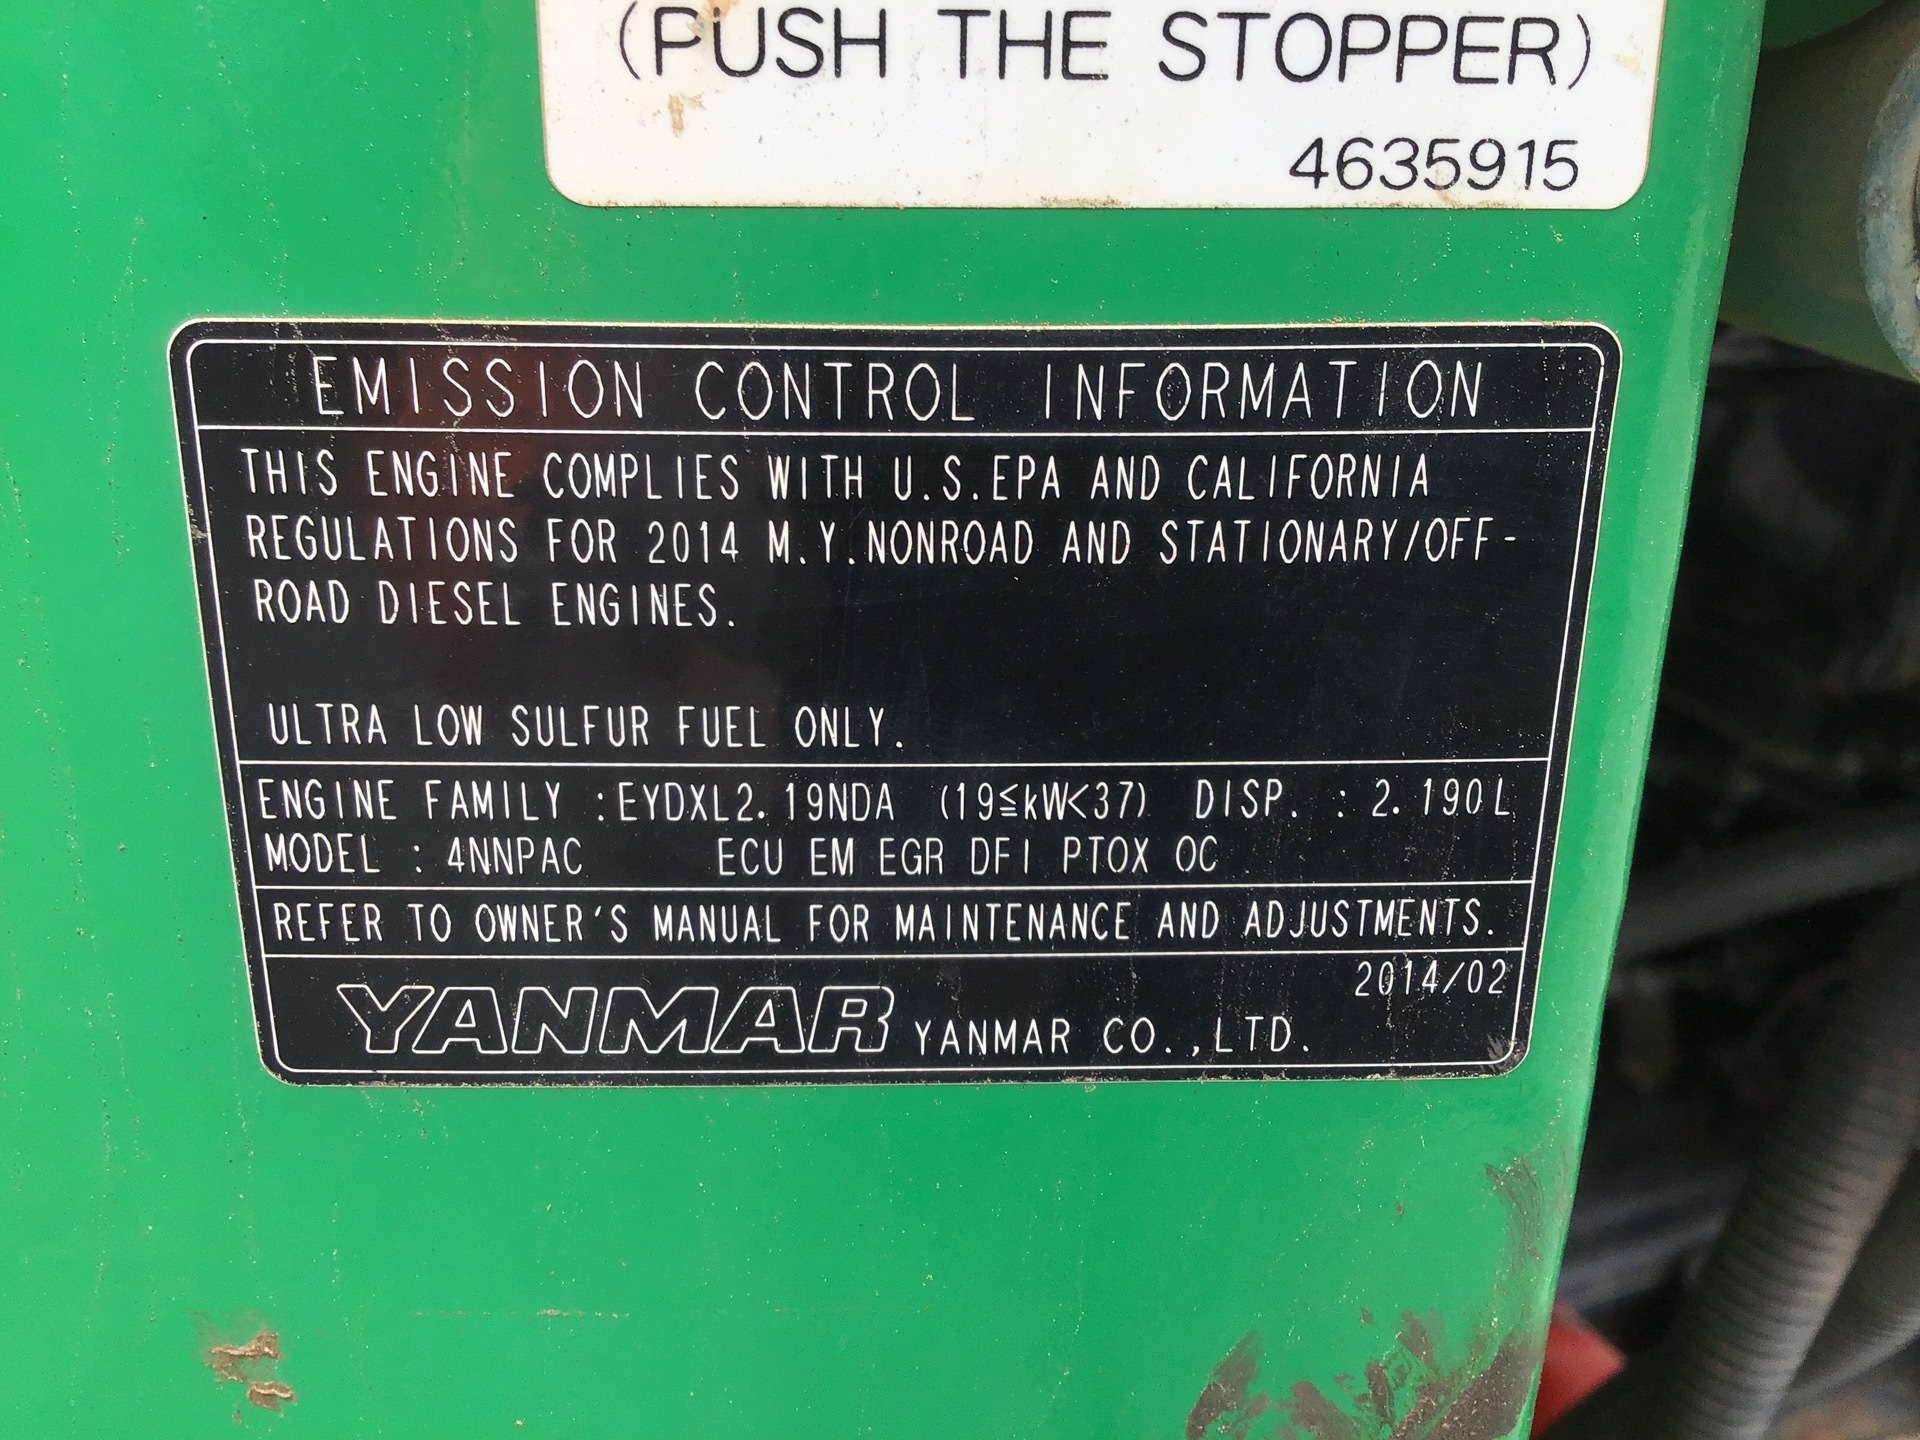 (PUSH THE STOPPER)
4635915
EMISSION CONTROL INFORMATION
THIS ENGINE COMPLIES WITH U.S.EPA AND CALIFORNIA
REGULATIONS FOR 2014 M.Y.NONROAD AND STATIONARY/OFF-
ROAD DIESEL ENGINES.
ULTRA LOW SULFUR FUEL ONLY.
ENGINE FAMILY :EYDXL2.19NDA (19≦kW<37) DISP. : 2.190L
MODEL : 4NNPAC ECU EM EGR DFI PTOX OC
REFER TO OWNER'S MANUAL FOR MAINTENANCE AND ADJUSTMENTS.
2014/02
YANMAR YANMAR CO.,LTD.